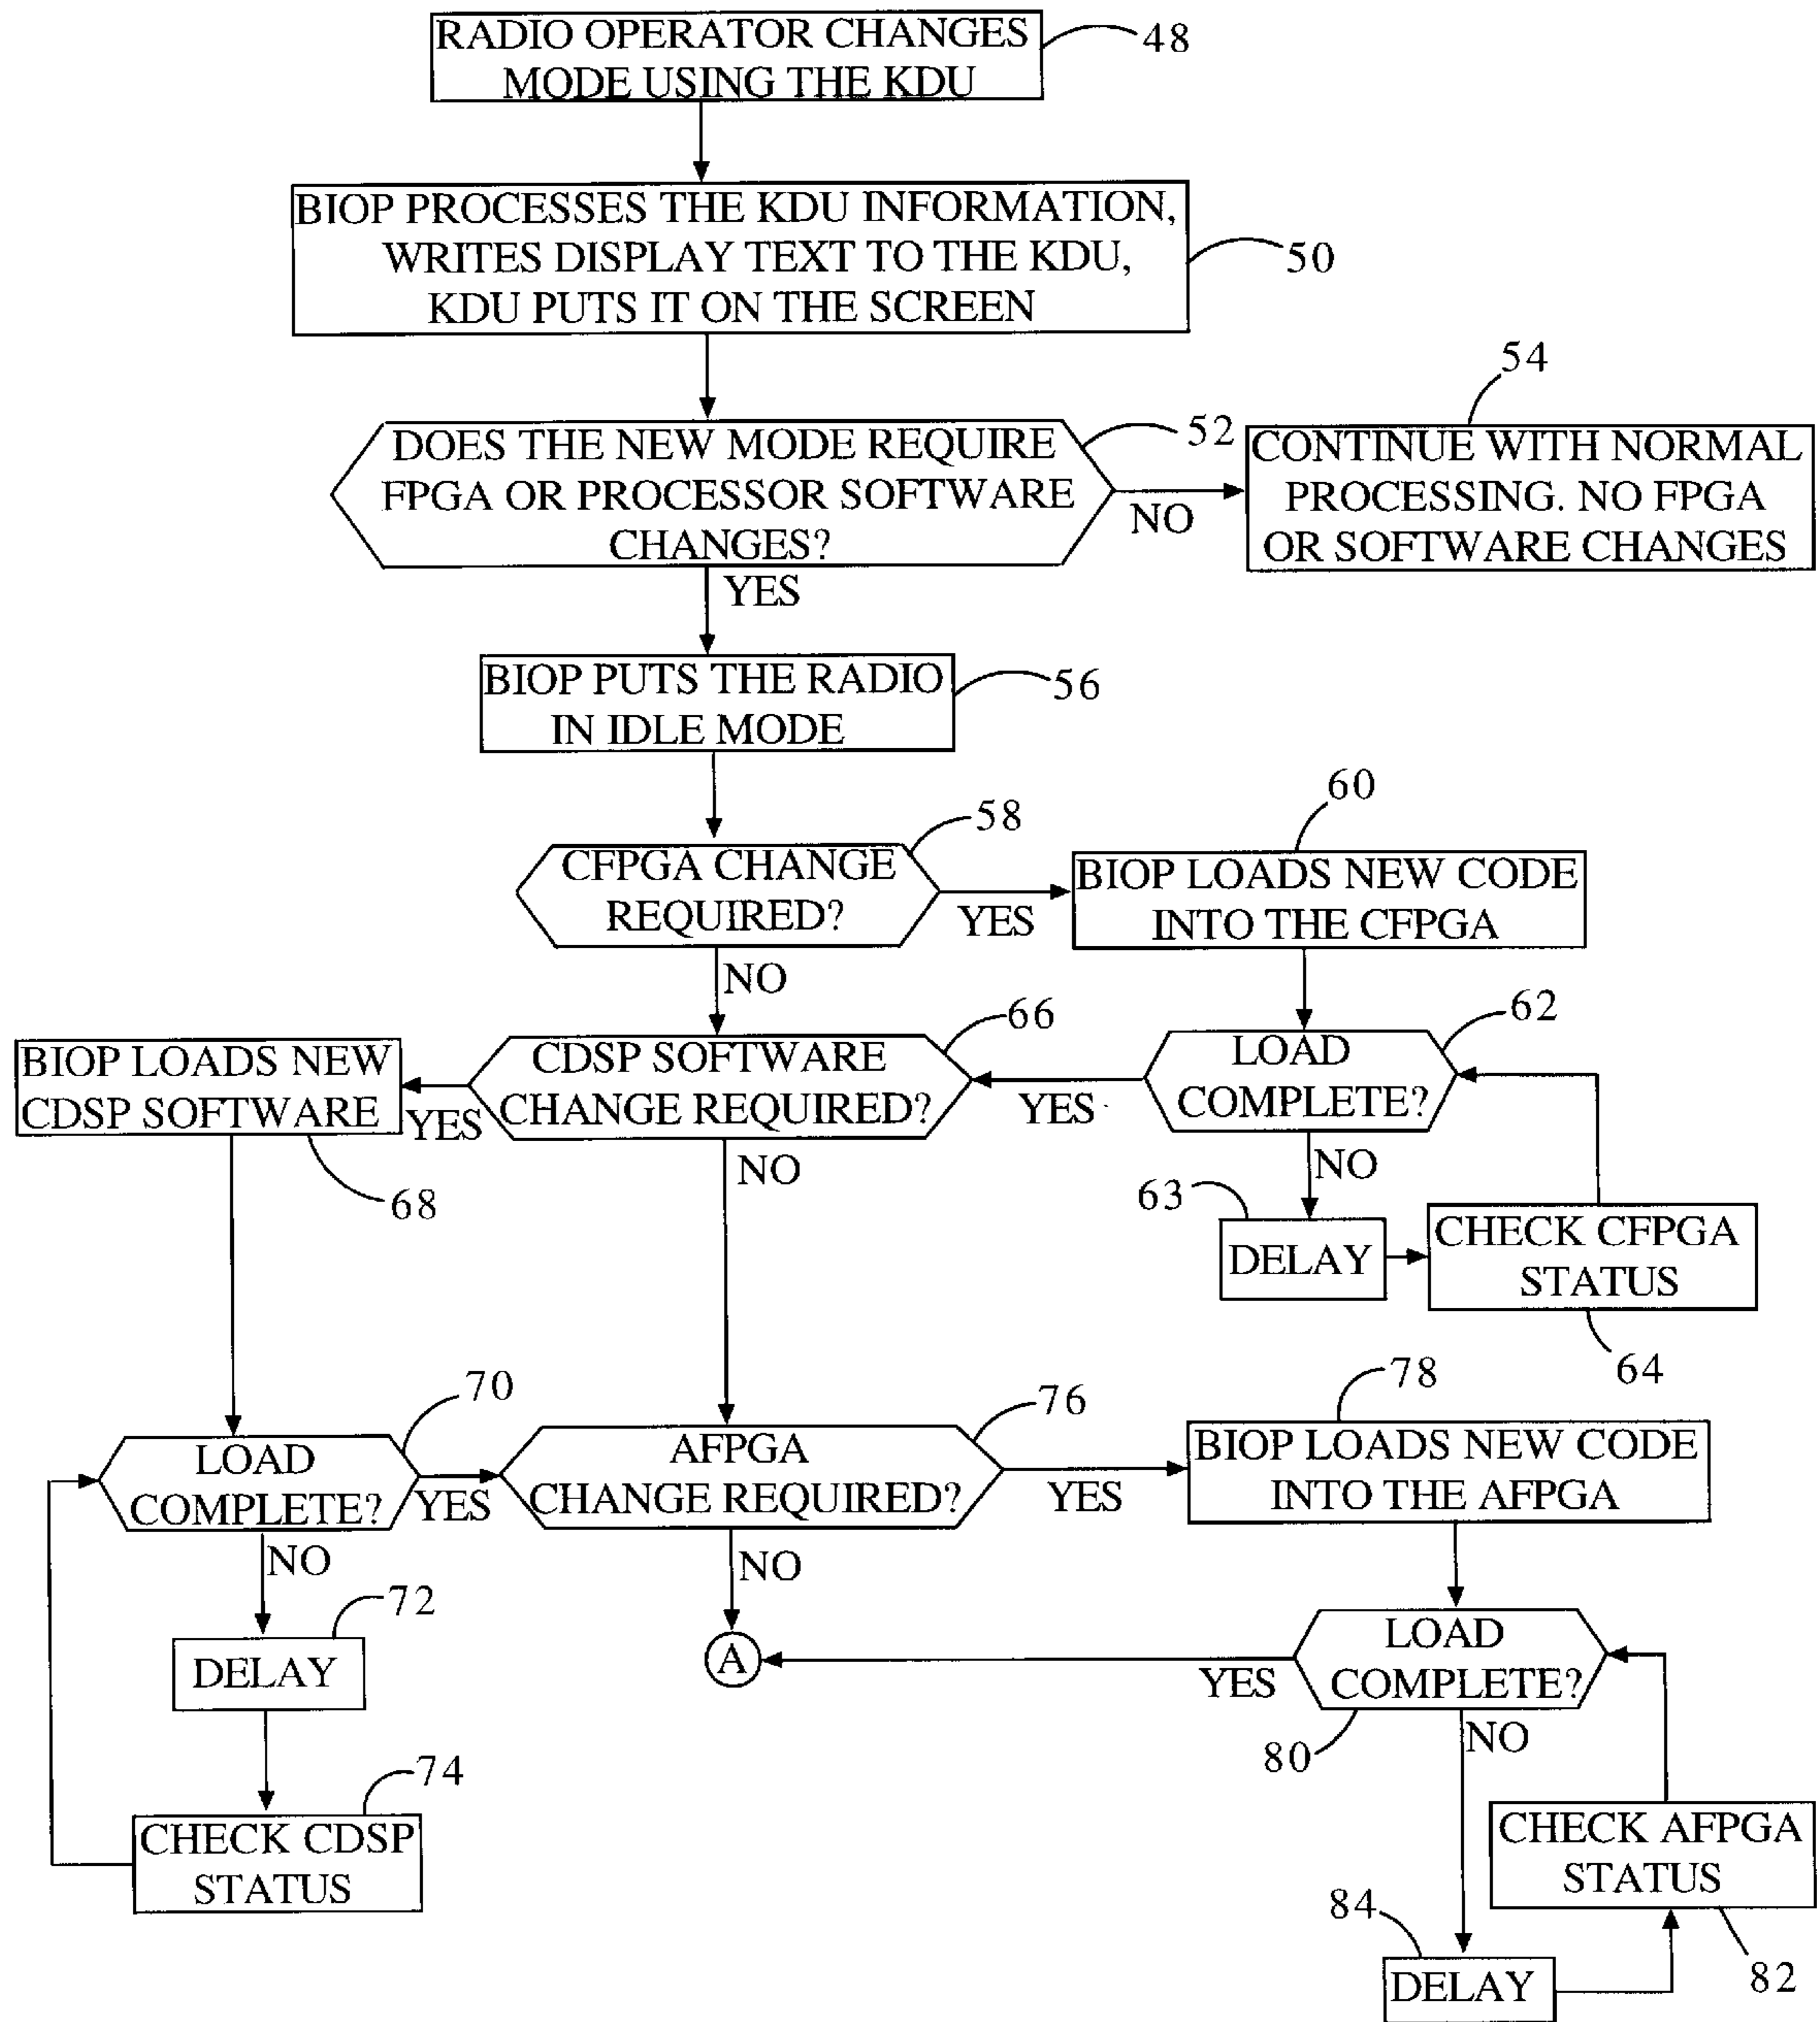 RADIO OPERATOR CHANGES
MODE USING THE KDU
48
BIOP PROCESSES THE KDU INFORMATION,
WRITES DISPLAY TEXT TO THE KDU,
KDU PUTS IT ON THE SCREEN
50
DOES THE NEW MODE REQUIRE
FPGA OR PROCESSOR SOFTWARE
CHANGES?
52
NO
54
CONTINUE WITH NORMAL
PROCESSING. NO FPGA
OR SOFTWARE CHANGES
YES
BIOP PUTS THE RADIO
IN IDLE MODE
56
CFPGA CHANGE
REQUIRED?
58
YES
60
BIOP LOADS NEW CODE
INTO THE CFPGA
NO
62
LOAD
COMPLETE?
YES
NO
63
DELAY
CHECK CFPGA
STATUS
64
66
CDSP SOFTWARE
CHANGE REQUIRED?
YES
BIOP LOADS NEW
CDSP SOFTWARE
68
NO
70
LOAD
COMPLETE?
YES
NO
72
DELAY
74
CHECK CDSP
STATUS
76
AFPGA
CHANGE REQUIRED?
YES
NO
A
78
BIOP LOADS NEW CODE
INTO THE AFPGA
LOAD
COMPLETE?
YES
80
NO
84
DELAY
CHECK AFPGA
STATUS
82